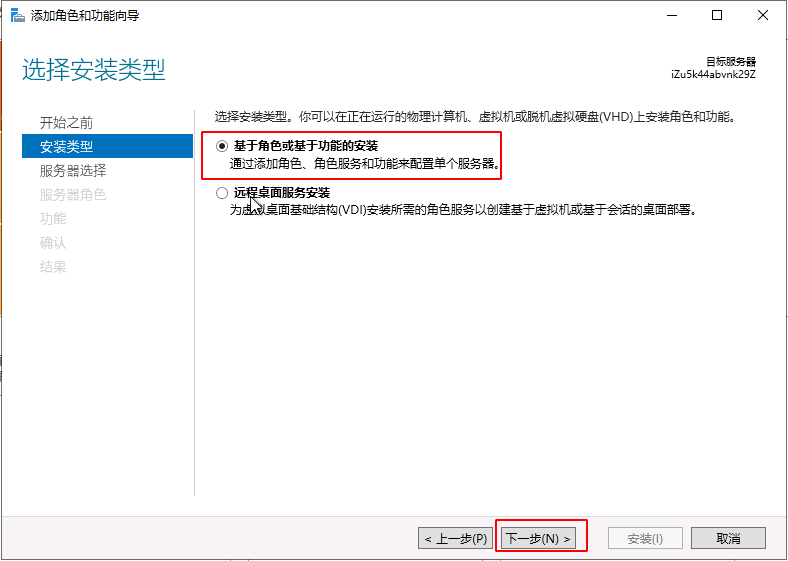 添加角色和功能向导
选择安装类型
目标服务器
iZu5k44abvnk29Z
开始之前
安装类型
服务器选择
服务器角色
功能
确认
结果
选择安装类型。你可以在正在运行的物理计算机、虚拟机或脱机虚拟硬盘(VHD)上安装角色和功能。
基于角色或基于功能的安装
通过添加角色、角色服务和功能来配置单个服务器。
远程桌面服务安装
为虚拟桌面基础结构(VDI)安装所需的角色服务以创建基于虚拟机或基于会话的桌面部署。
< 上一步(P)
下一步(N) >
安装(I)
取消